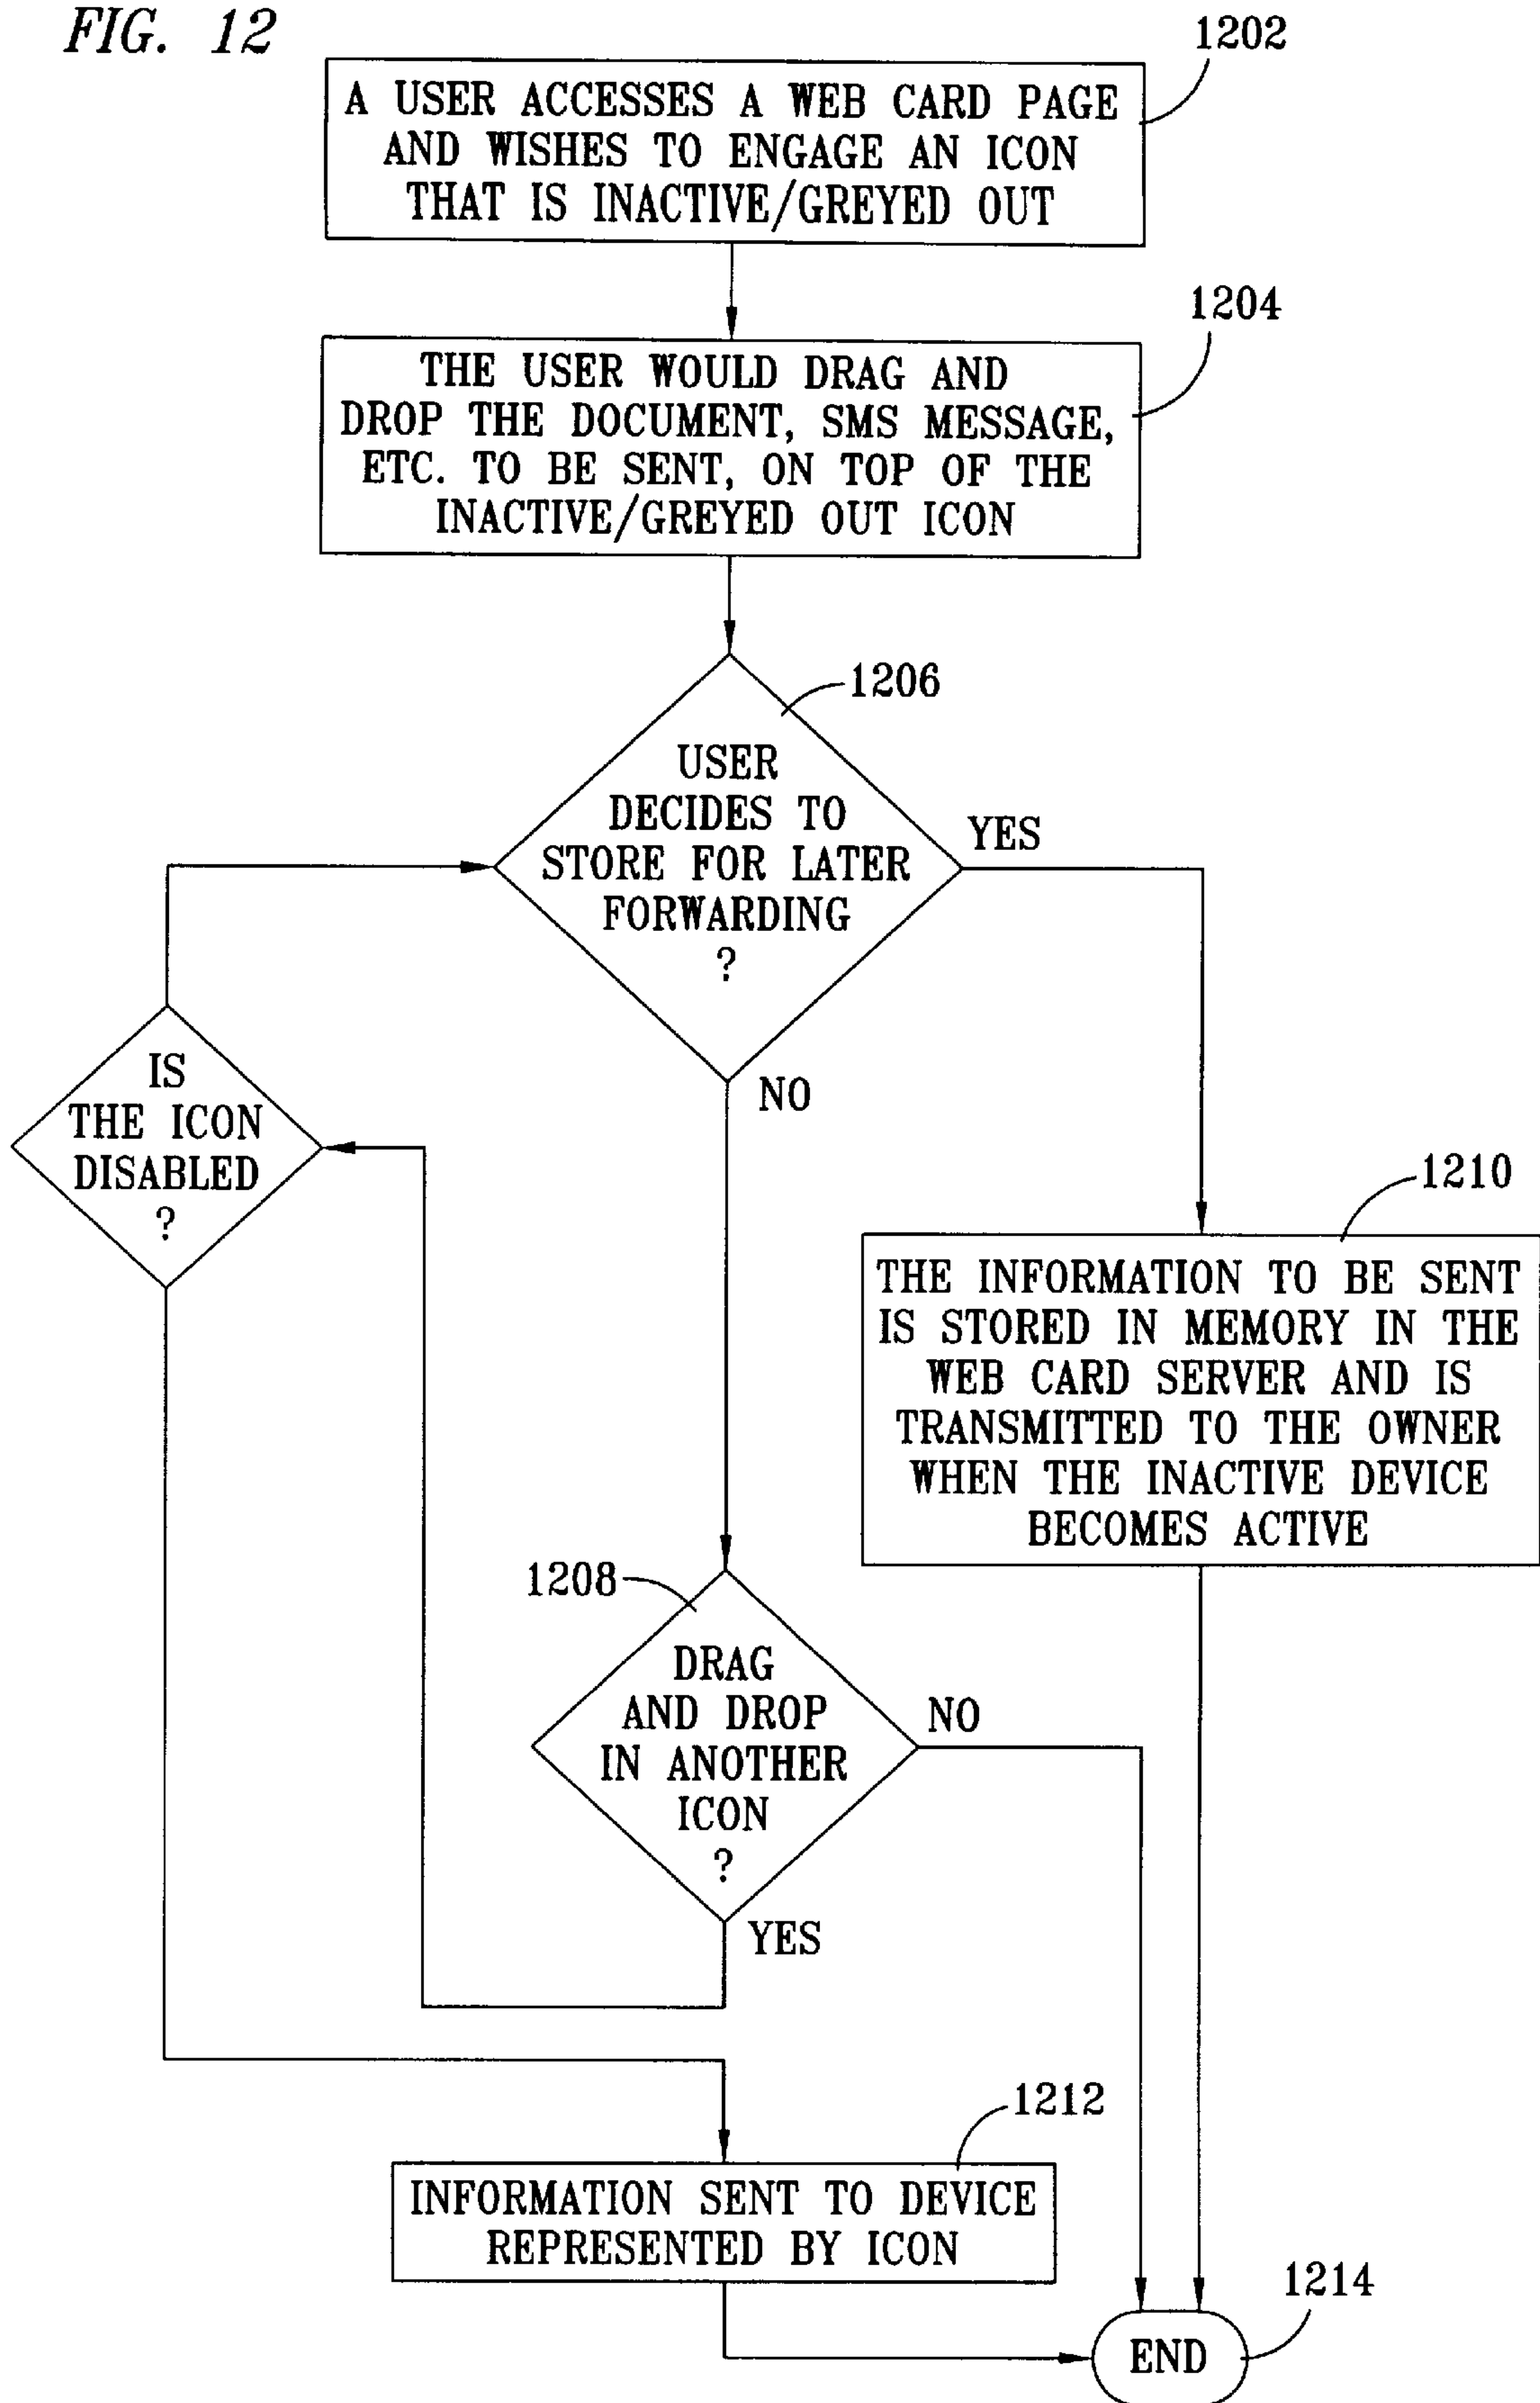 FIG. 12
1202
A USER ACCESSES A WEB CARD PAGE
AND WISHES TO ENGAGE AN ICON
THAT IS INACTIVE/GREYED OUT
1204
THE USER WOULD DRAG AND
DROP THE DOCUMENT, SMS MESSAGE,
ETC. TO BE SENT, ON TOP OF THE
INACTIVE/GREYED OUT ICON
1206
USER
DECIDES TO
STORE FOR LATER
FORWARDING
?
YES
NO
IS
THE ICON
DISABLED
?
1210
THE INFORMATION TO BE SENT
IS STORED IN MEMORY IN THE
WEB CARD SERVER AND IS
TRANSMITTED TO THE OWNER
WHEN THE INACTIVE DEVICE
BECOMES ACTIVE
1208
DRAG
AND DROP
IN ANOTHER
ICON
?
NO
YES
1212
INFORMATION SENT TO DEVICE
REPRESENTED BY ICON
1214
END